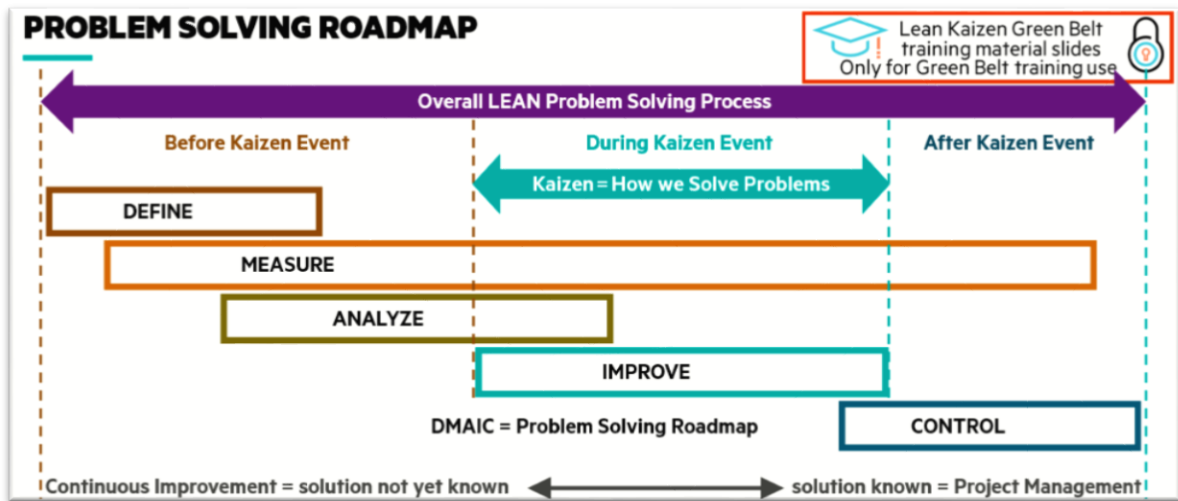 PROBLEM SOLVING ROADMAP
Lean Kaizen Green Belt
training material slides
Only for Green Belt training use
Overall LEAN Problem Solving Process
Before Kaizen Event
During Kaizen Event
After Kaizen Event
Kaizen = How we Solve Problems
DEFINE
MEASURE
ANALYZE
IMPROVE
DMAIC = Problem Solving Roadmap
CONTROL
Continuous Improvement = solution not yet known
solution known = Project Management